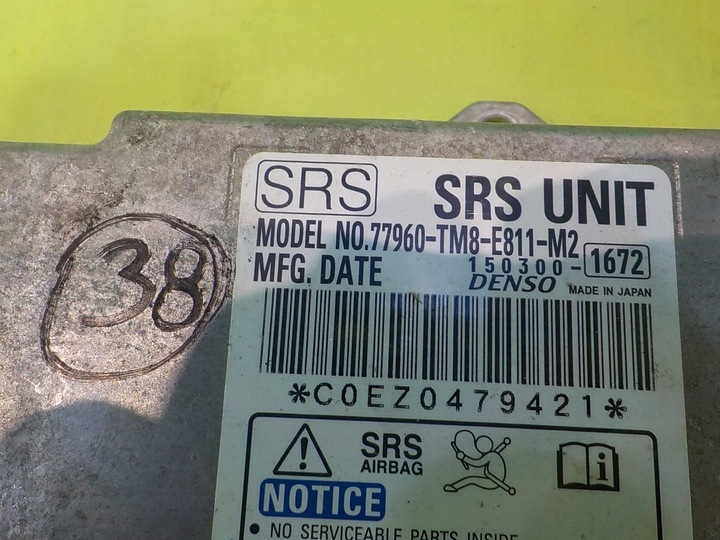 38
SRS SRS UNIT
MODEL NO.77960-TM8-E811-M2
MFG. DATE 150300-1672
DENSO MADE IN JAPAN
*C0EZ0479421*
SRS
AIRBAG
i
NOTICE
• NO SERVICEABLE PARTS INSIDE